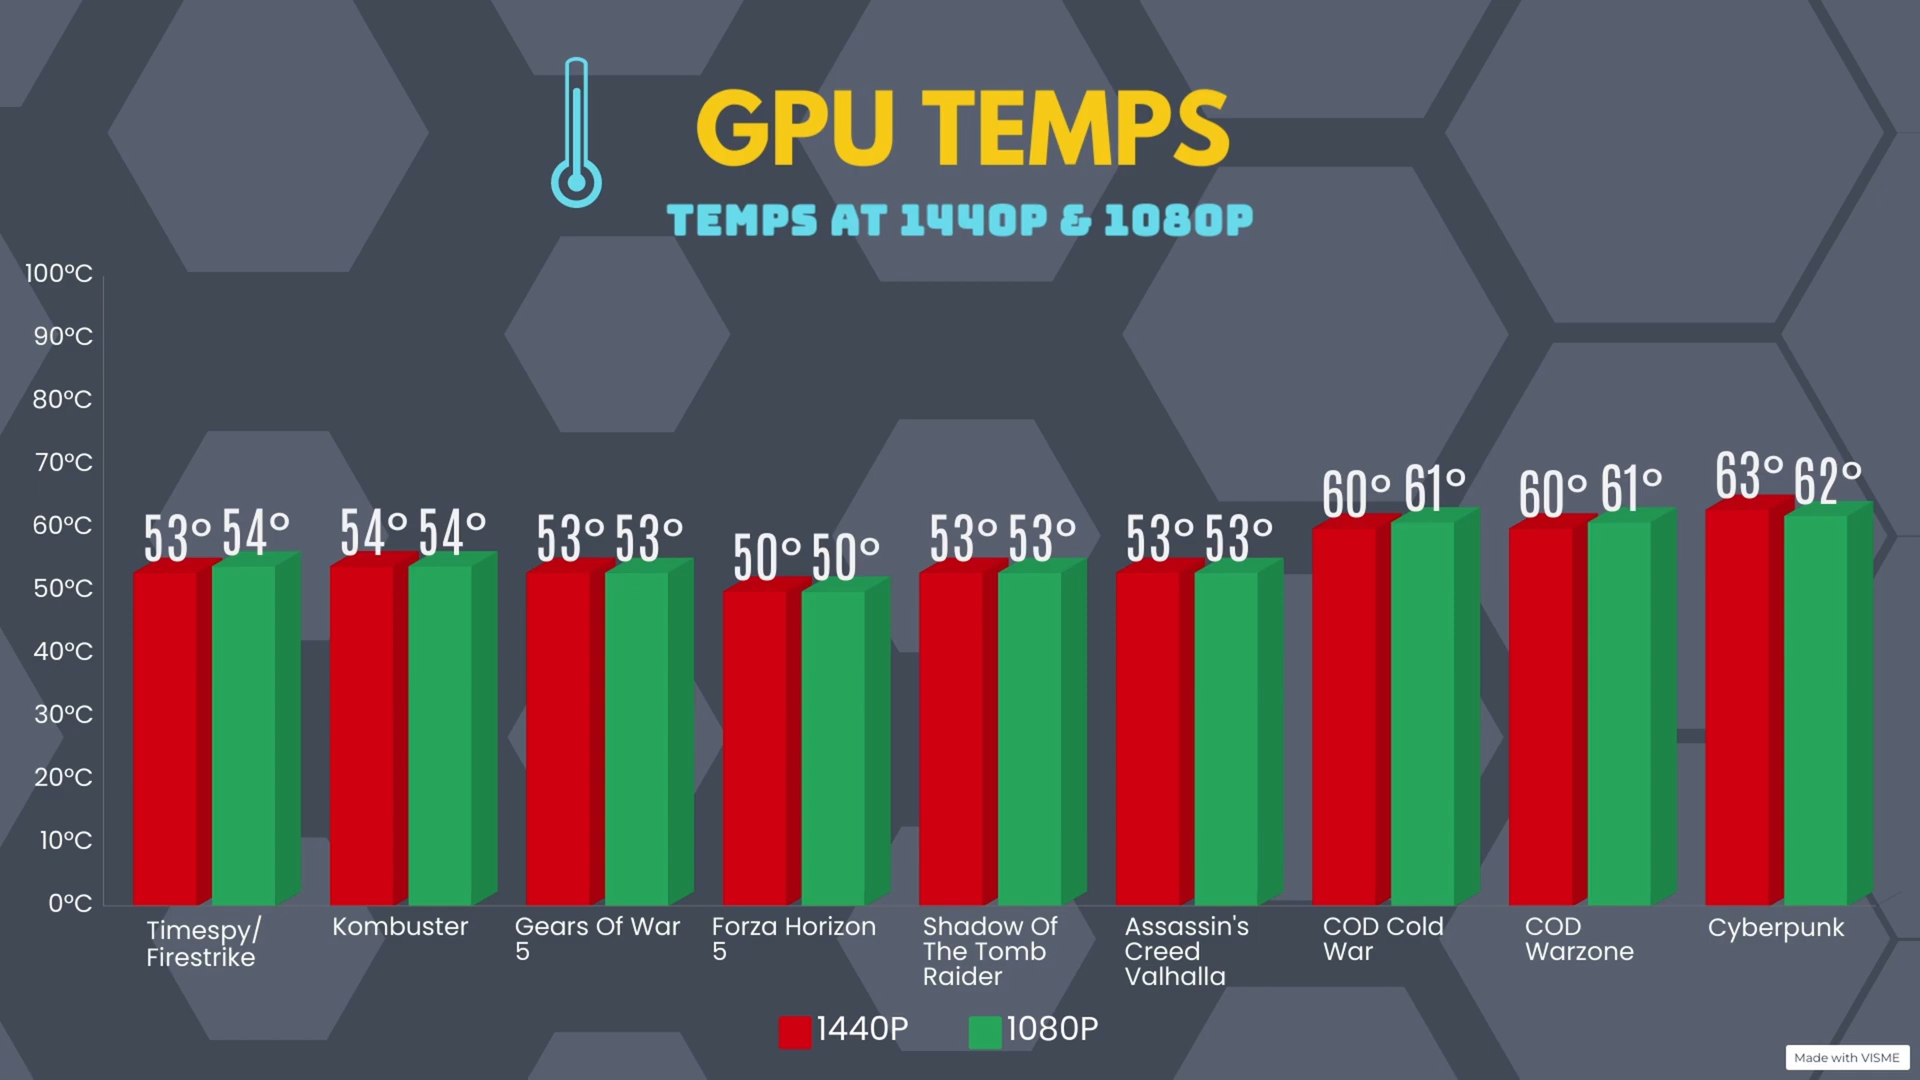 GPU TEMPS
TEMPS AT 1440P & 1080P
100°C
90°C
80°C
70°C
60°C
50°C
40°C
30°C
20°C
10°C
0°C
53° 54°
54° 54°
53° 53°
50° 50°
53° 53°
53° 53°
60° 61°
60° 61°
63° 62°
Timespy/
Firestrike
Kombuster
Gears Of War
5
Forza Horizon
5
Shadow Of
The Tomb
Raider
Assassin's
Creed
Valhalla
COD Cold
War
COD
Warzone
Cyberpunk
1440P 1080P
Made with VISME